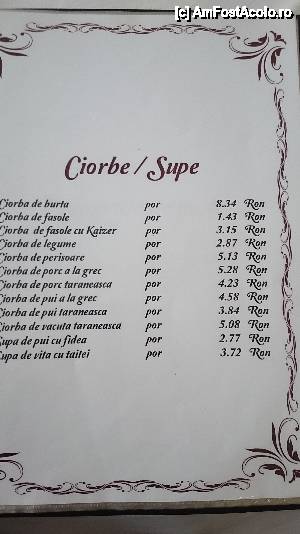 [c] AmFostAcolo.ro
Ciorbe / Supe
Ciorba de burta por 8.34 Ron
Ciorba de fasole por 1.43 Ron
Ciorba de fasole cu Kaizer por 3.15 Ron
Ciorba de legume por 2.87 Ron
Ciorba de perisoare por 5.13 Ron
Ciorba de porc a la grec por 5.28 Ron
Ciorba de porc taraneasca por 4.23 Ron
Ciorba de pui a la grec por 4.58 Ron
Ciorba de pui taraneasca por 3.84 Ron
Ciorba de vacuta taraneasca por 5.08 Ron
Supa de pui cu fidea por 2.77 Ron
Supa de vita cu taitei por 3.72 Ron
[c] AmFostAcolo.ro